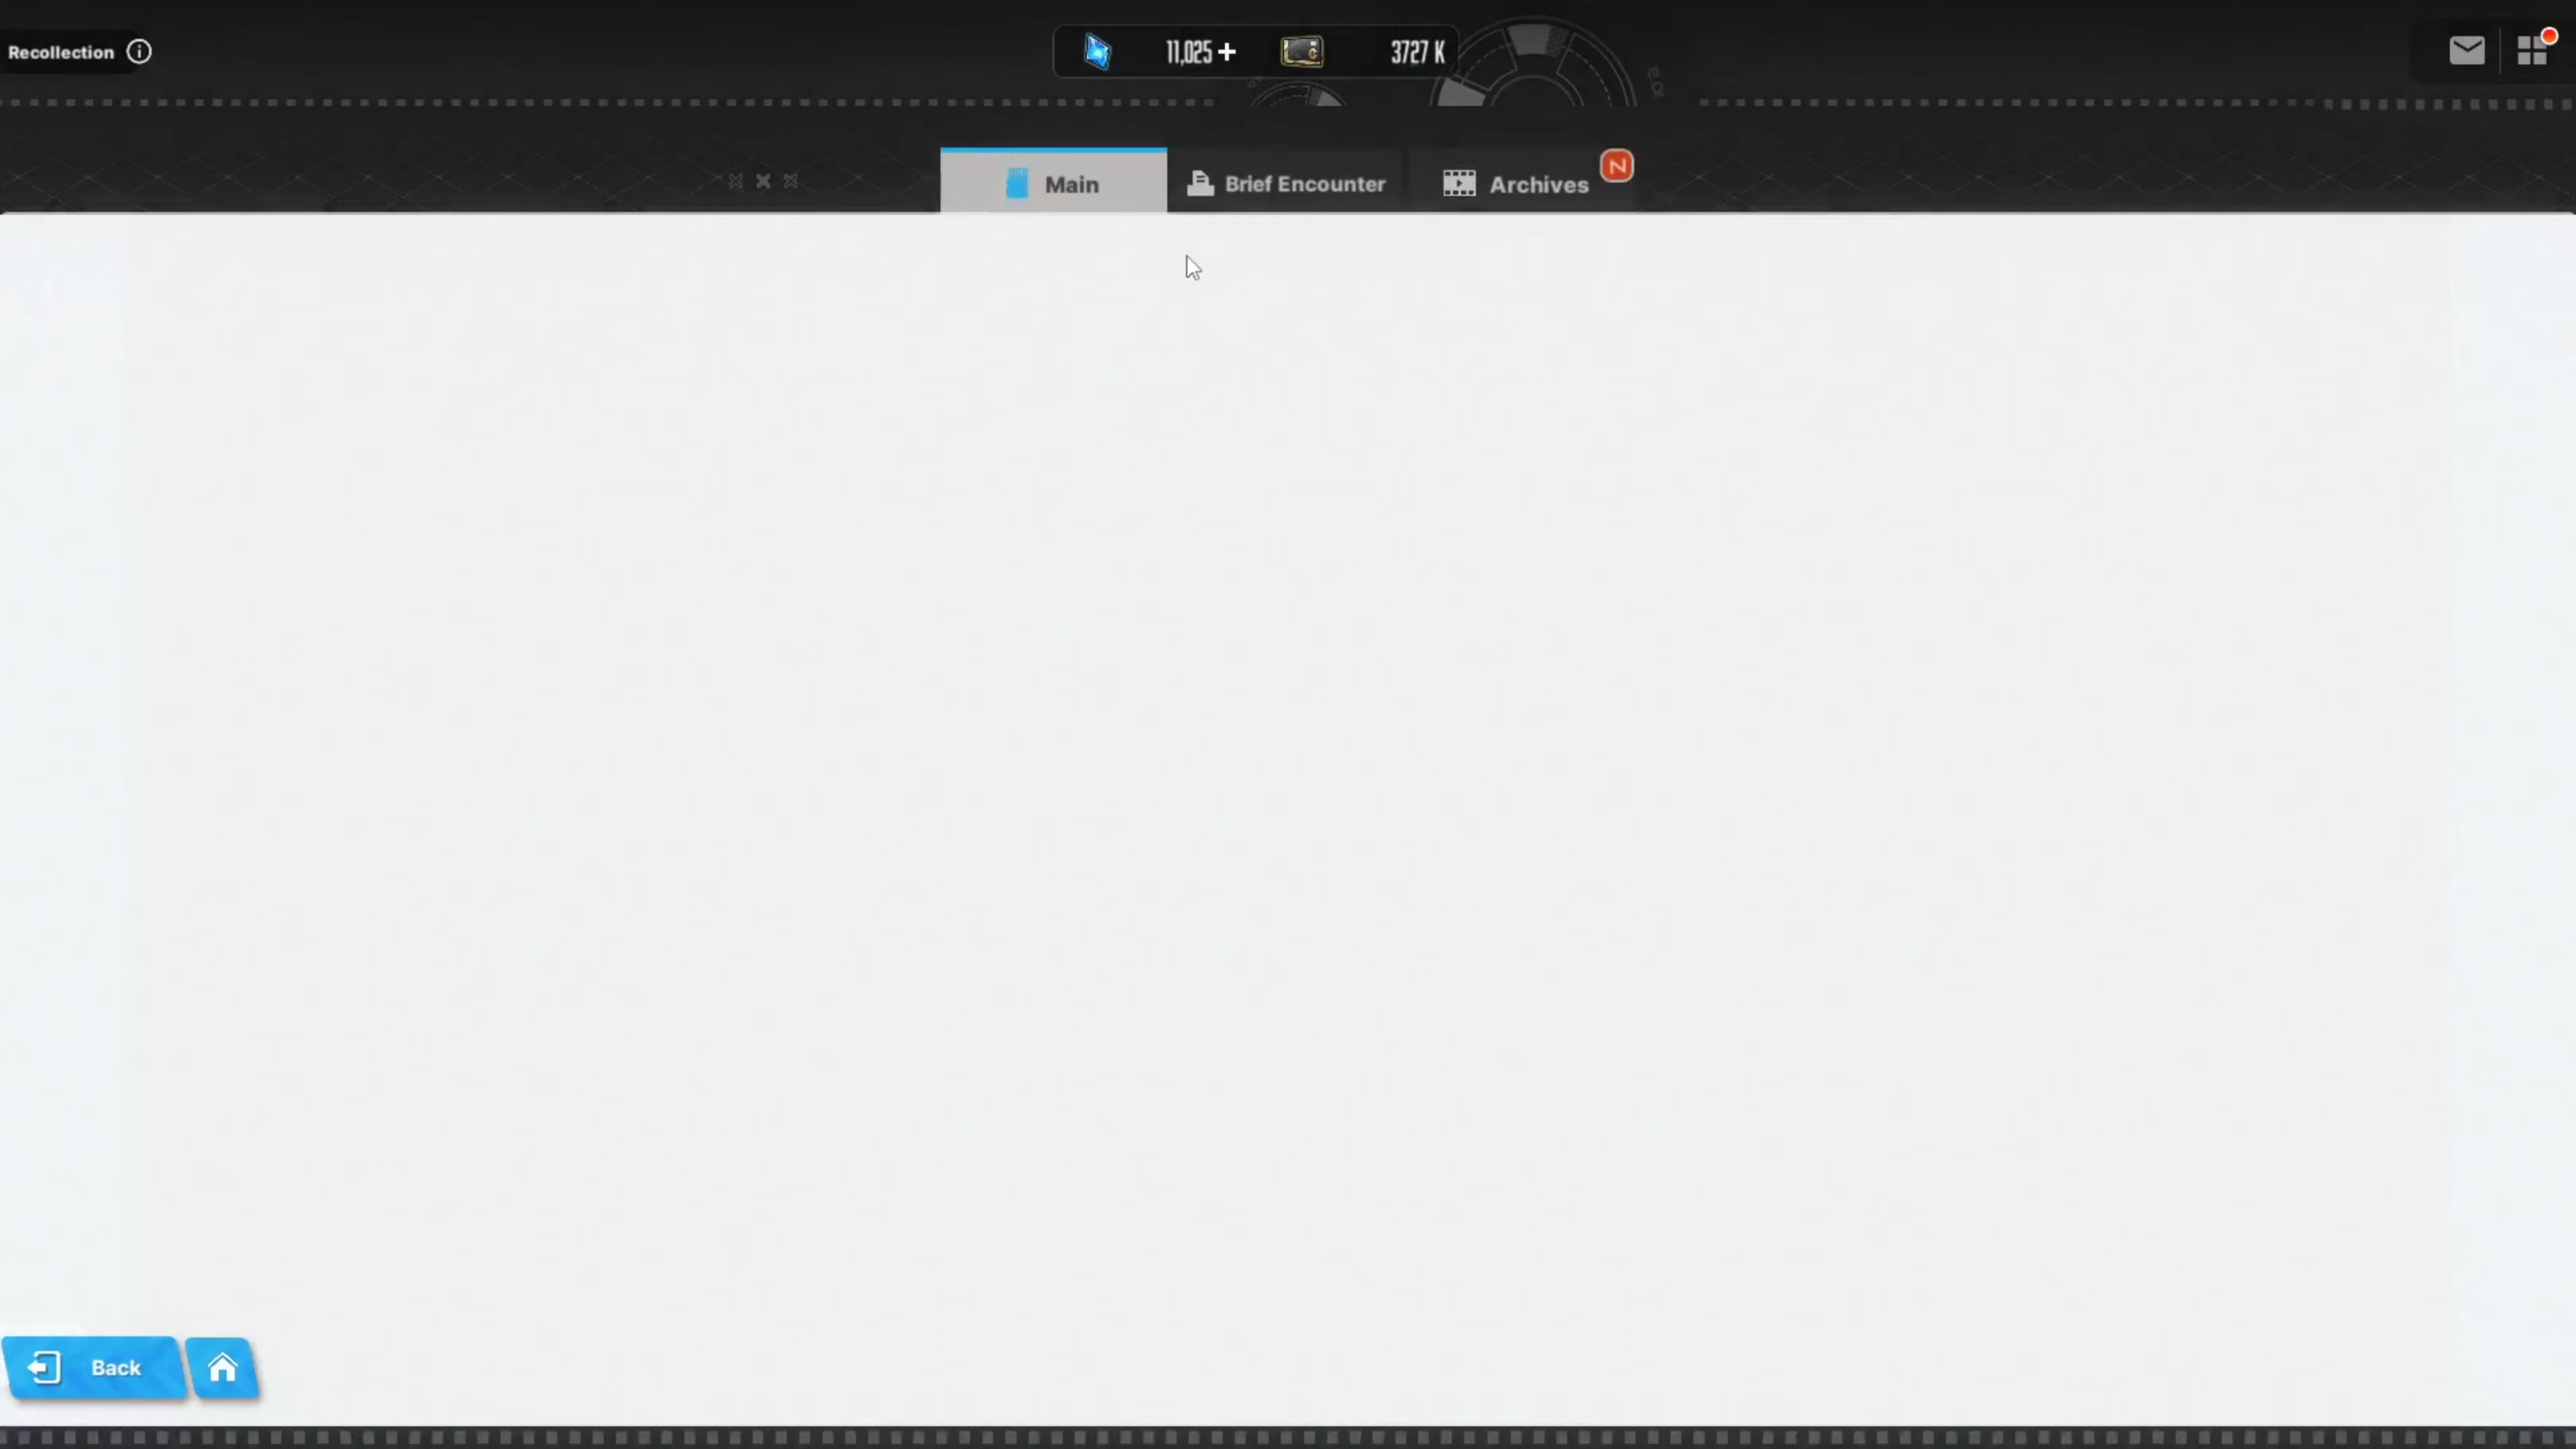 Recollection
11,025
3727 K
Main
Brief Encounter
Archives
N
Back